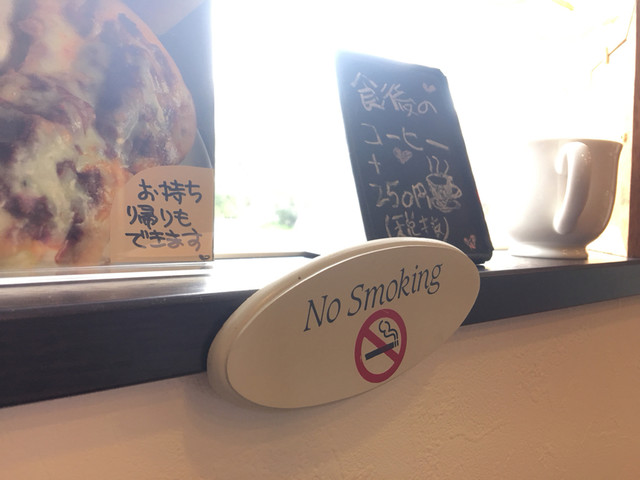 お持ち
帰りも
できます
食後の
コーヒー
+
250円
(税抜)
No Smoking